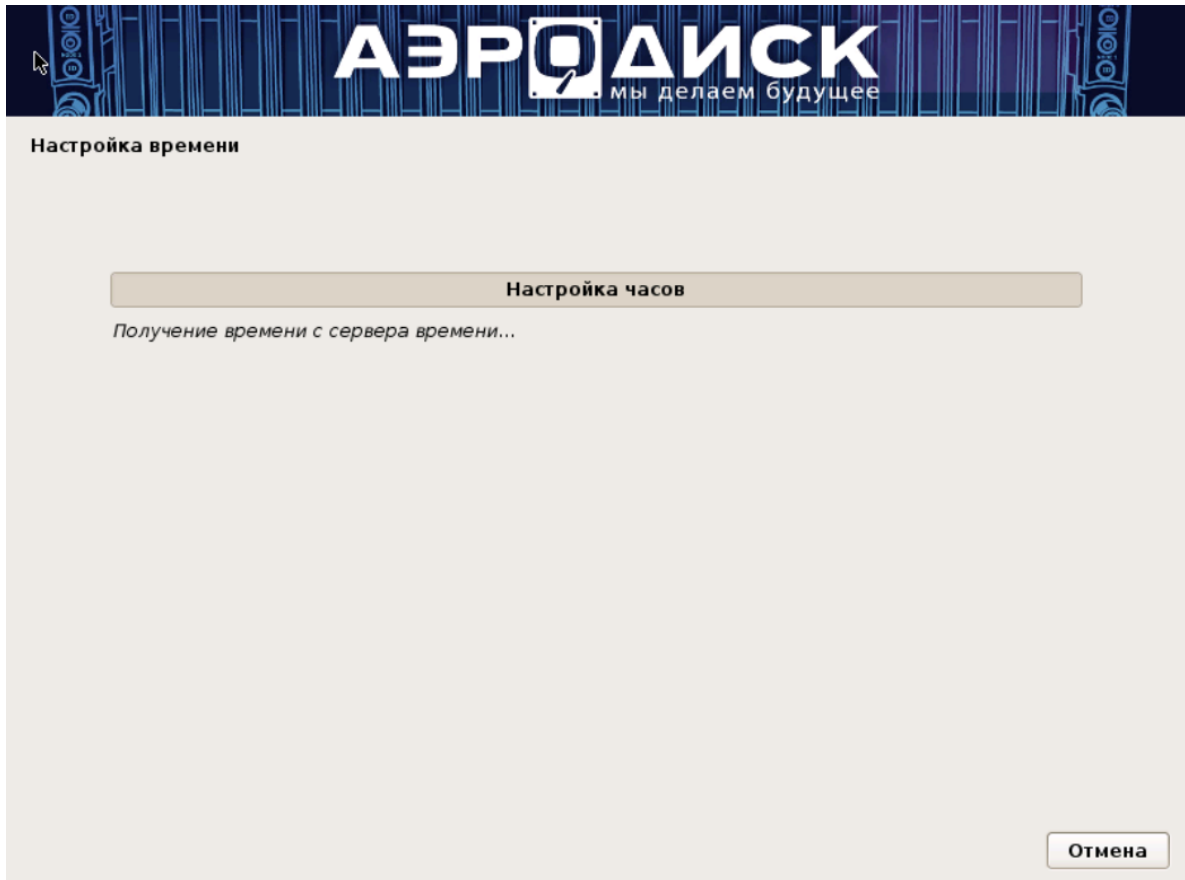 АЭРОДИСК
мы делаем будущее
Настройка времени
Настройка часов
Получение времени с сервера времени...
Отмена